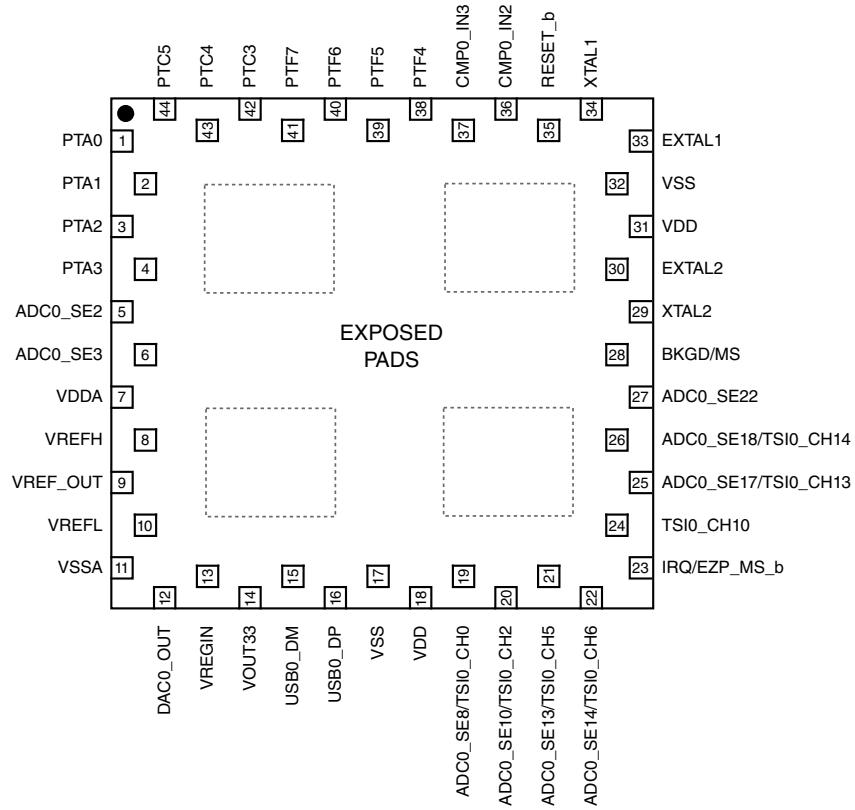 PTC5
PTC4
PTC3
PTF7
PTF6
PTF5
PTF4
CMP0_IN3
CMP0_IN2
RESET_b
XTAL1
44
43
42
41
40
39
38
37
36
35
34
PTA0 1
PTA1 2
PTA2 3
PTA3 4
ADC0_SE2 5
ADC0_SE3 6
VDDA 7
VREFH 8
VREF_OUT 9
VREFL 10
VSSA 11
EXPOSED
PADS
33 EXTAL1
32 VSS
31 VDD
30 EXTAL2
29 XTAL2
28 BKGD/MS
27 ADC0_SE22
26 ADC0_SE18/TSI0_CH14
25 ADC0_SE17/TSI0_CH13
24 TSI0_CH10
23 IRQ/EZP_MS_b
12
13
14
15
16
17
18
19
20
21
22
DAC0_OUT
VREGIN
VOUT33
USB0_DM
USB0_DP
VSS
VDD
ADC0_SE8/TSI0_CH0
ADC0_SE10/TSI0_CH2
ADC0_SE13/TSI0_CH5
ADC0_SE14/TSI0_CH6